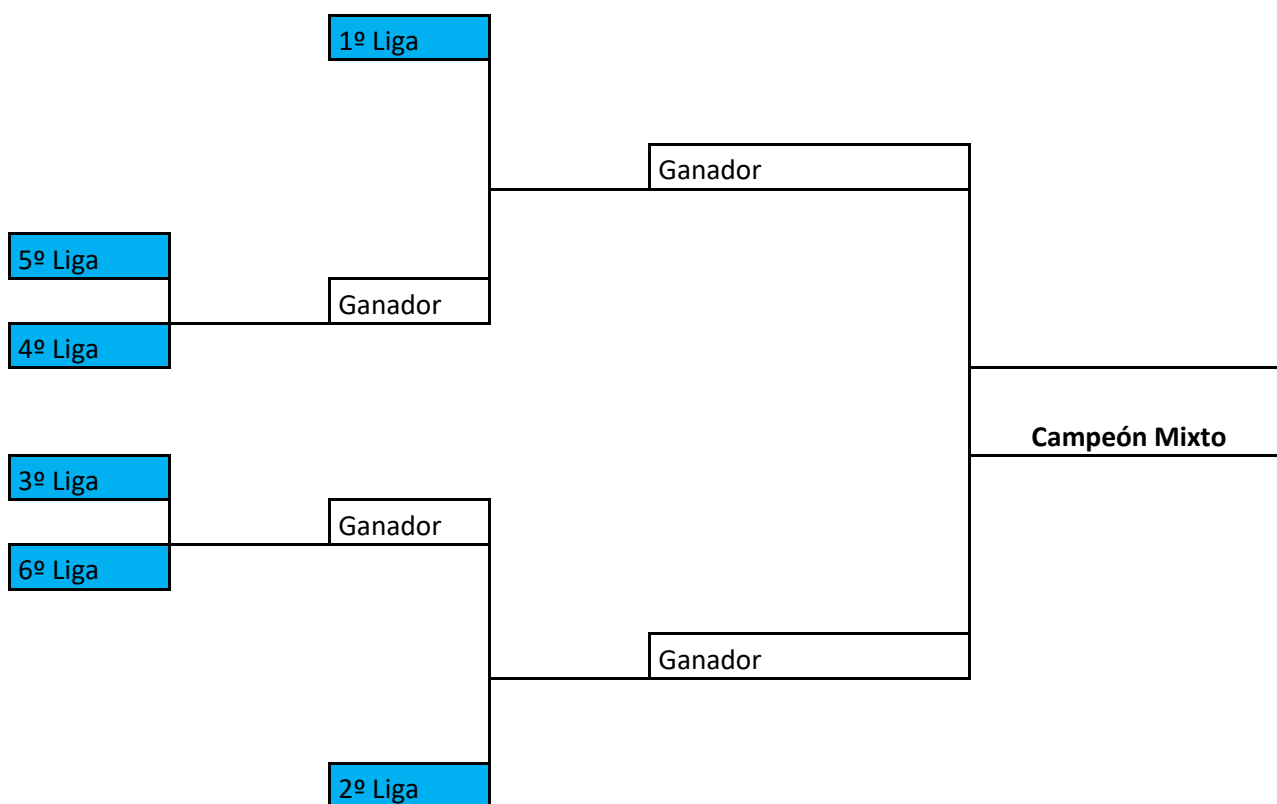 1º Liga
Ganador
5º Liga
Ganador
4º Liga
Campeón Mixto
3º Liga
Ganador
6º Liga
Ganador
2º Liga